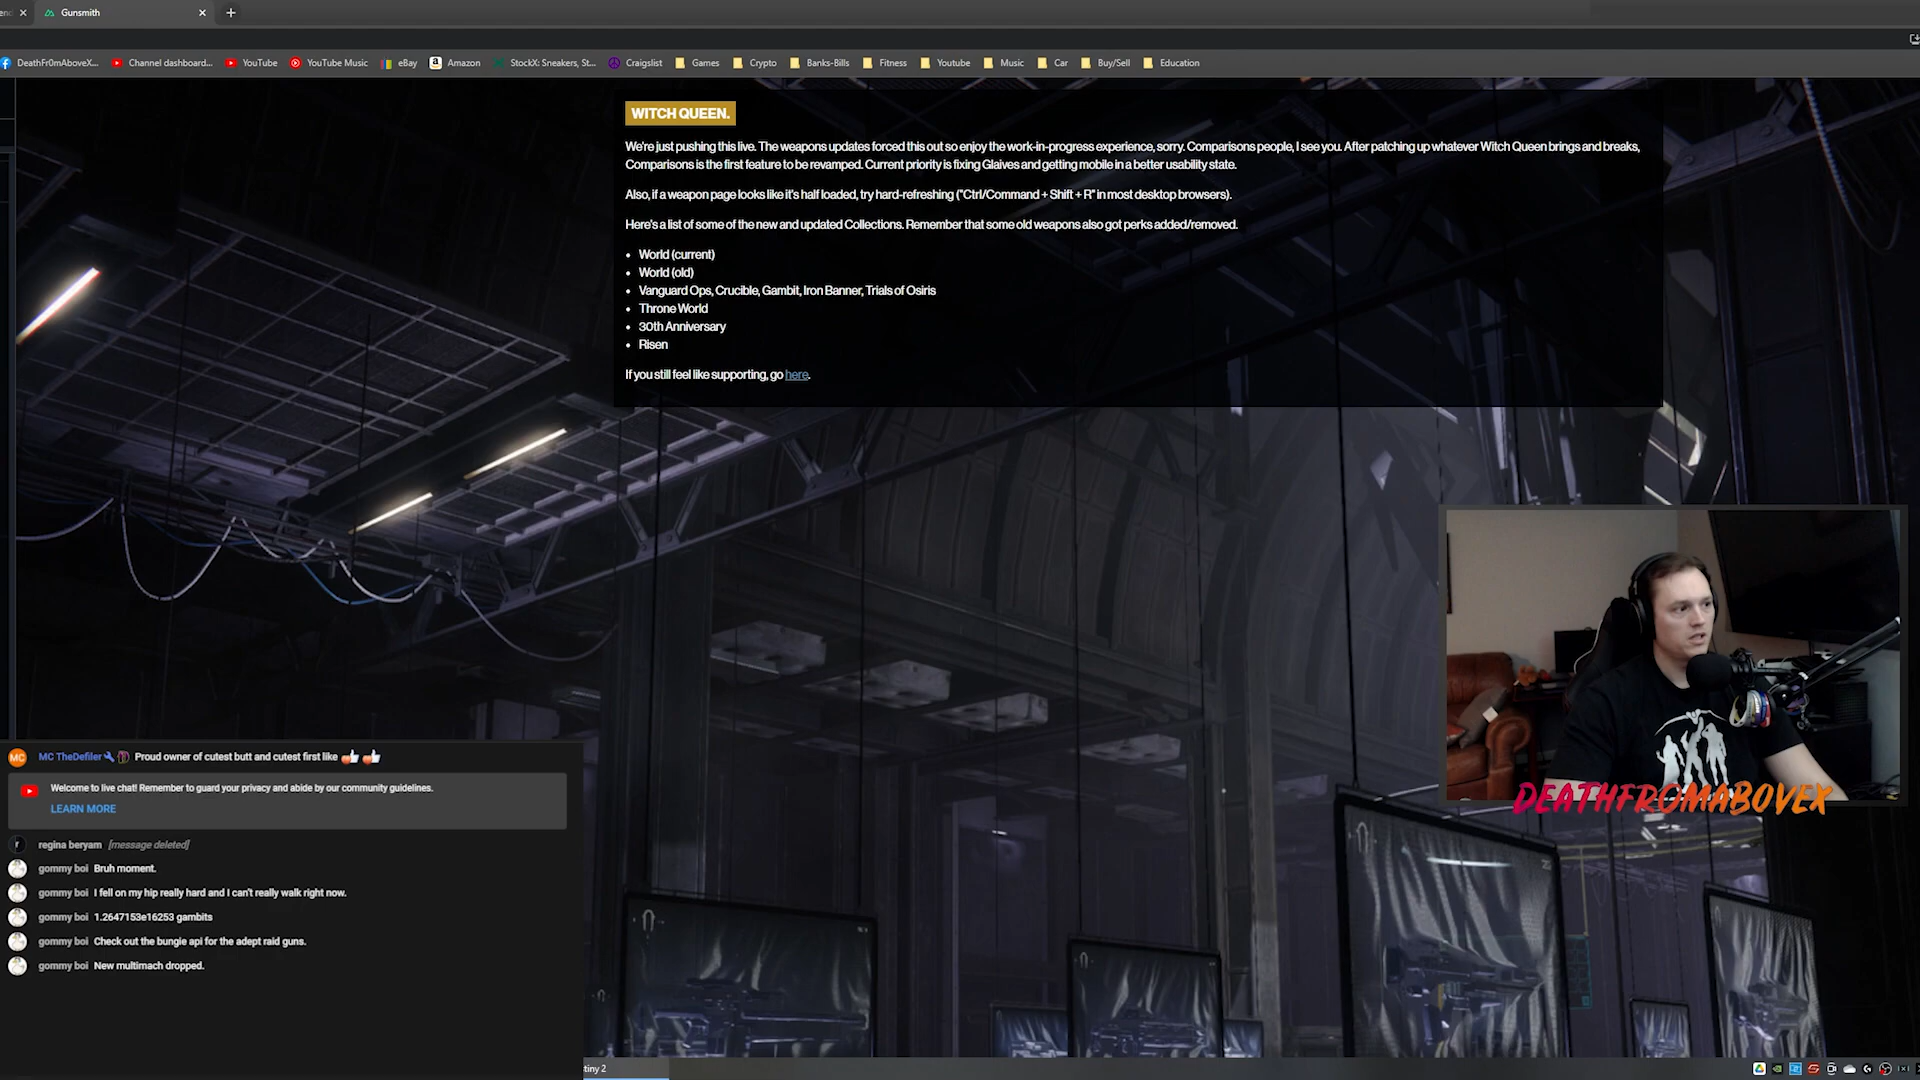 Gunsmith
DeathFr0mAboveX...
Channel dashboard...
YouTube
YouTube Music
eBay
Amazon
StockX: Sneakers, St...
Craigslist
Games
Crypto
Banks-Bills
Fitness
Youtube
Music
Car
Buy/Sell
Education
WITCH QUEEN.
We're just pushing this live. The weapons updates forced this out so enjoy the work-in-progress experience, sorry. Comparisons people, I see you. After patching up whatever Witch Queen brings and breaks,
Comparisons is the first feature to be revamped. Current priority is fixing Glaives and getting mobile in a better usability state.
Also, if a weapon page looks like it's half loaded, try hard-refreshing ("Ctrl/Command + Shift + R" in most desktop browsers).
Here's a list of some of the new and updated Collections. Remember that some old weapons also got perks added/removed.
• World (current)
• World (old)
• Vanguard Ops, Crucible, Gambit, Iron Banner, Trials of Osiris
• Throne World
• 30th Anniversary
• Risen
If you still feel like supporting, go here.
DEATHFROMABOVEX
MC MC TheDefiler Proud owner of cutest butt and cutest first like
Welcome to live chat! Remember to guard your privacy and abide by our community guidelines.
LEARN MORE
r regina beryam [message deleted]
gommy boi Bruh moment.
gommy boi I fell on my hip really hard and I can't really walk right now.
gommy boi 1.2647153e16253 gambits
gommy boi Check out the bungie api for the adept raid guns.
gommy boi New multimach dropped.
tiny 2